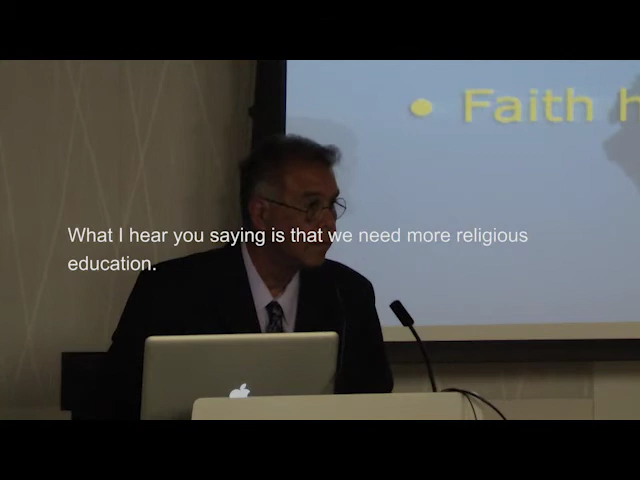 • Faith h
What I hear you saying is that we need more religious
education.